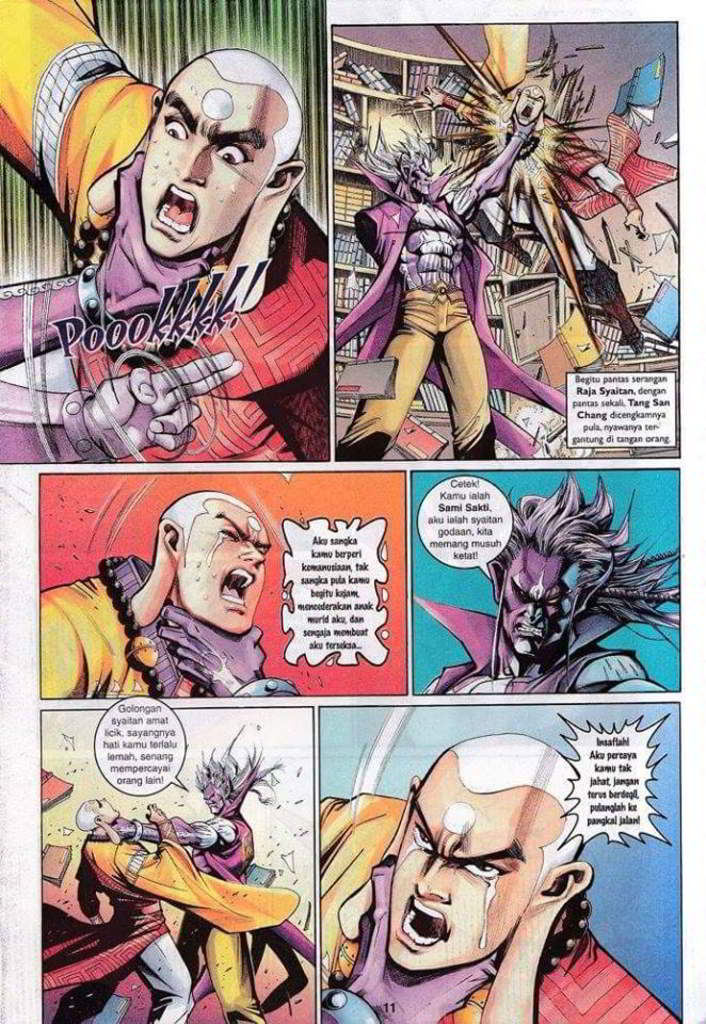 Poookkkk!!
Begitu pantas serangan
Raja Syaitan, dengan
pantas sekali, Tang San
Chang dicengkamnya
pula, nyawanya ter-
gantung di tangan orang.
Aku sangka
kamu berperi
kemanusiaan, tak
sangka pula kamu
begitu kejam,
mencederakan anak
murid aku, dan
sengaja membuat
aku terseksa...
Cetek!
Kamu ialah
Sami Sakti,
aku ialah syaitan
godaan, kita
memang musuh
ketat!
Golongan
syaitan amat
licik, sayangnya
hati kamu terlalu
lemah, senang
mempercayai
orang lain!
Insaflah!
Aku percaya
kamu tak
jahat, jangan
terus berdegil,
pulanglah ke
pangkal jalan!
11